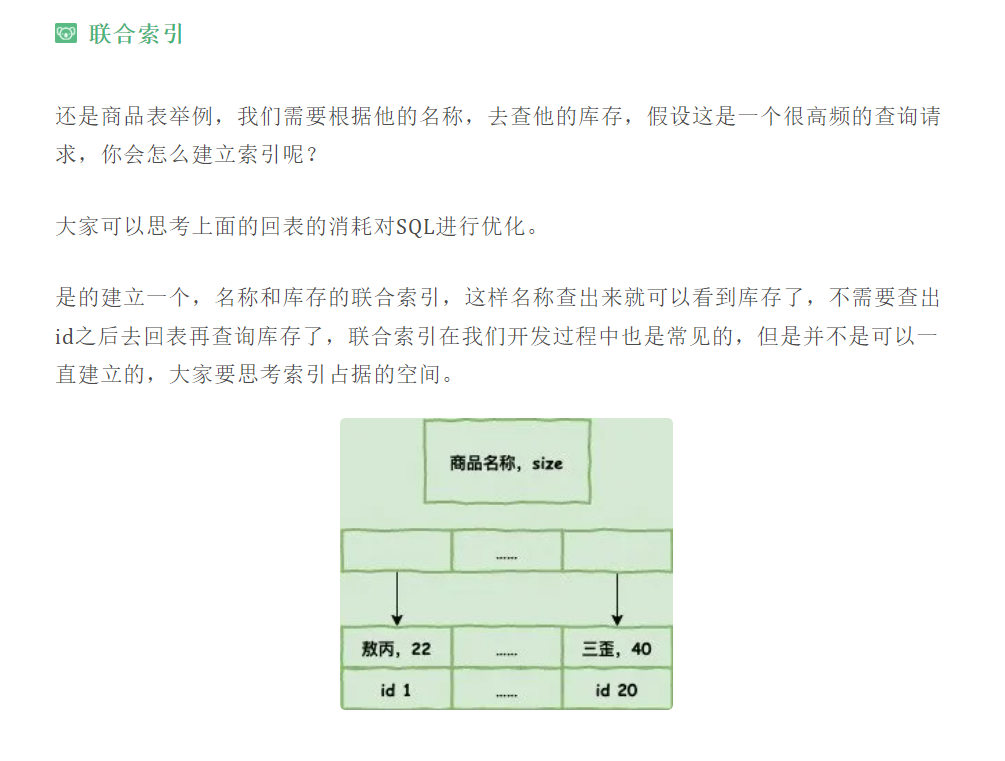 联合索引
还是商品表举例，我们需要根据他的名称，去查他的库存，假设这是一个很高频的查询请
求，你会怎么建立索引呢？
大家可以思考上面的回表的消耗对SQL进行优化。
是的建立一个，名称和库存的联合索引，这样名称查出来就可以看到库存了，不需要查出
id之后去回表再查询库存了，联合索引在我们开发过程中也是常见的，但是并不是可以一
直建立的，大家要思考索引占据的空间。
商品名称，size
……
敖丙，22 …… 三歪，40
id 1 …… id 20